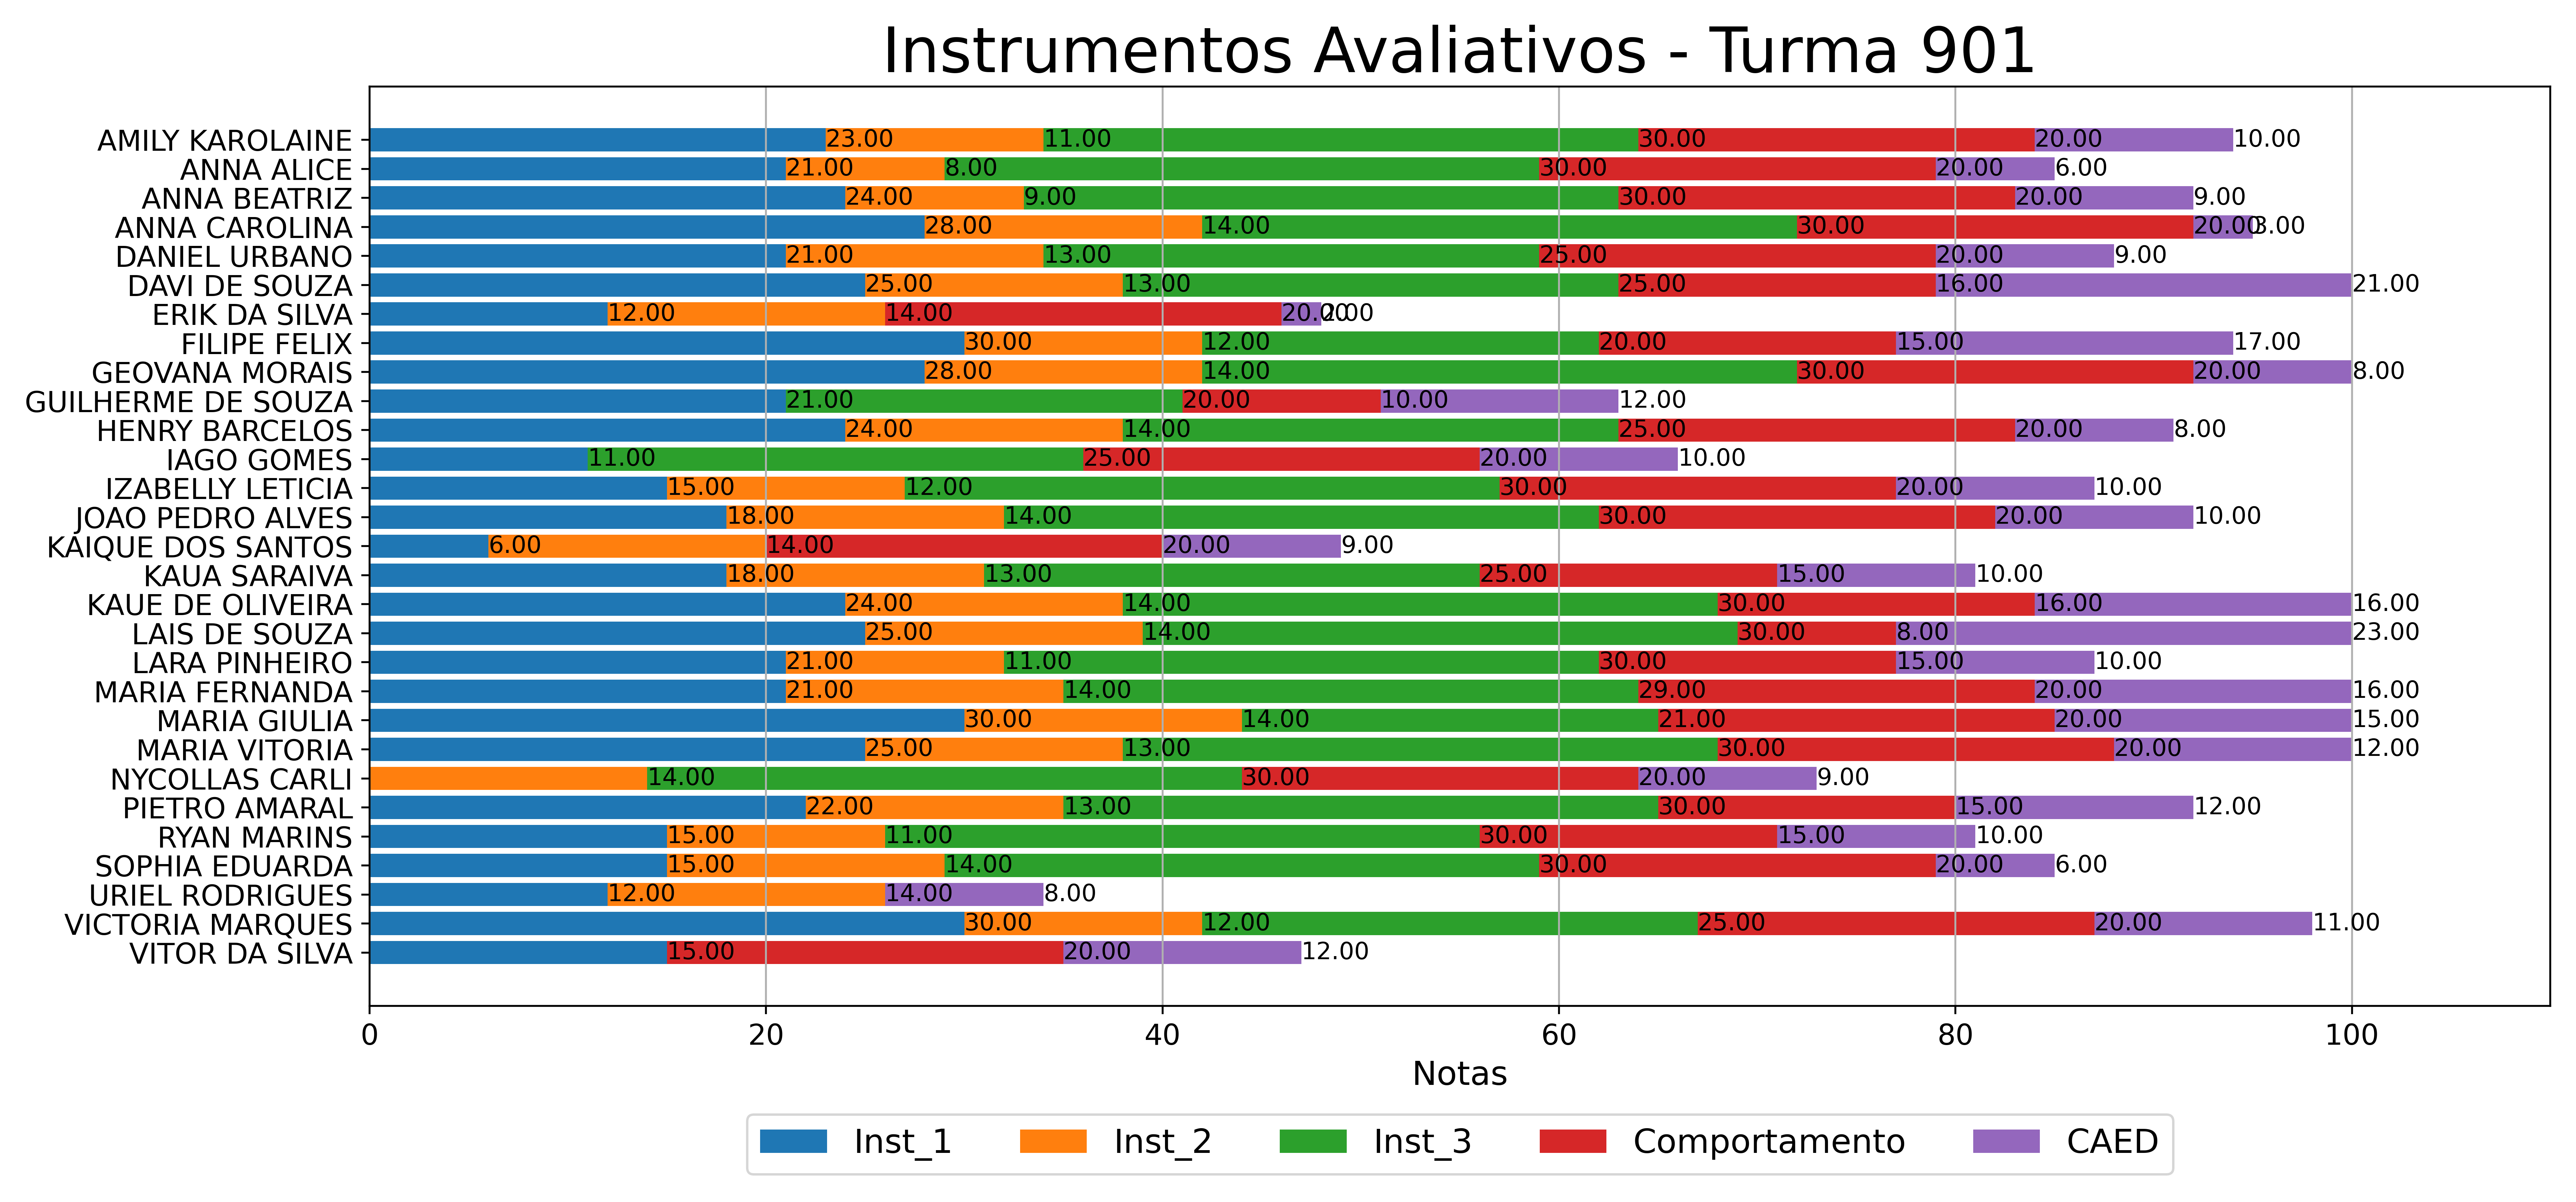 Instrumentos Avaliativos - Turma 901
AMILY KAROLAINE 23.00 11.00 30.00 20.00 10.00
ANNA ALICE 21.00 8.00 30.00 20.00 6.00
ANNA BEATRIZ 24.00 9.00 30.00 20.00 9.00
ANNA CAROLINA 28.00 14.00 30.00 20.00 3.00
DANIEL URBANO 21.00 13.00 25.00 20.00 9.00
DAVI DE SOUZA 25.00 13.00 25.00 16.00 21.00
ERIK DA SILVA 12.00 14.00 20.00 2.00
FILIPE FELIX 30.00 12.00 20.00 15.00 17.00
GEOVANA MORAIS 28.00 14.00 30.00 20.00 8.00
GUILHERME DE SOUZA 21.00 20.00 10.00 12.00
HENRY BARCELOS 24.00 14.00 25.00 20.00 8.00
IAGO GOMES 11.00 25.00 20.00 10.00
IZABELLY LETICIA 15.00 12.00 30.00 20.00 10.00
JOAO PEDRO ALVES 18.00 14.00 30.00 20.00 10.00
KAIQUE DOS SANTOS 6.00 14.00 20.00 9.00
KAUA SARAIVA 18.00 13.00 25.00 15.00 10.00
KAUE DE OLIVEIRA 24.00 14.00 30.00 16.00 16.00
LAIS DE SOUZA 25.00 14.00 30.00 8.00 23.00
LARA PINHEIRO 21.00 11.00 30.00 15.00 10.00
MARIA FERNANDA 21.00 14.00 29.00 20.00 16.00
MARIA GIULIA 30.00 14.00 21.00 20.00 15.00
MARIA VITORIA 25.00 13.00 30.00 20.00 12.00
NYCOLLAS CARLI 14.00 30.00 20.00 9.00
PIETRO AMARAL 22.00 13.00 30.00 15.00 12.00
RYAN MARINS 15.00 11.00 30.00 15.00 10.00
SOPHIA EDUARDA 15.00 14.00 30.00 20.00 6.00
URIEL RODRIGUES 12.00 14.00 8.00
VICTORIA MARQUES 30.00 12.00 25.00 20.00 11.00
VITOR DA SILVA 15.00 20.00 12.00
0 20 40 60 80 100
Notas
Inst_1 Inst_2 Inst_3 Comportamento CAED